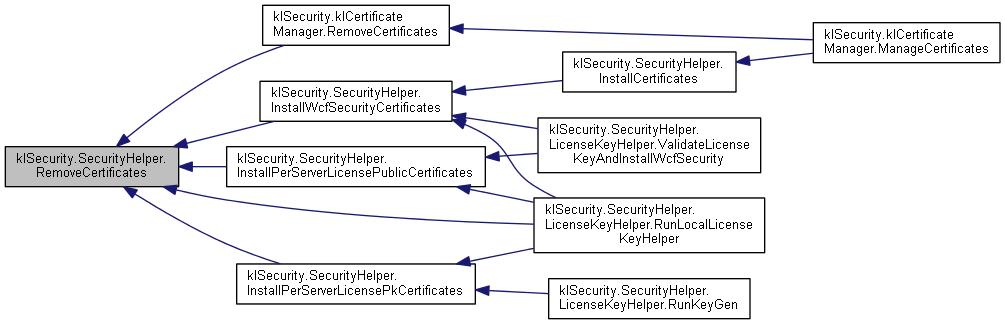 klSecurity.SecurityHelper.
RemoveCertificates
klSecurity.klCertificate
Manager.RemoveCertificates
klSecurity.SecurityHelper.
InstallWcfSecurityCertificates
klSecurity.SecurityHelper.
InstallPerServerLicensePublicCertificates
klSecurity.SecurityHelper.
InstallPerServerLicensePkCertificates
klSecurity.SecurityHelper.
InstallCertificates
klSecurity.SecurityHelper.
LicenseKeyHelper.ValidateLicense
KeyAndInstallWcfSecurity
klSecurity.SecurityHelper.
LicenseKeyHelper.RunLocalLicense
KeyHelper
klSecurity.SecurityHelper.
LicenseKeyHelper.RunKeyGen
klSecurity.klCertificate
Manager.ManageCertificates